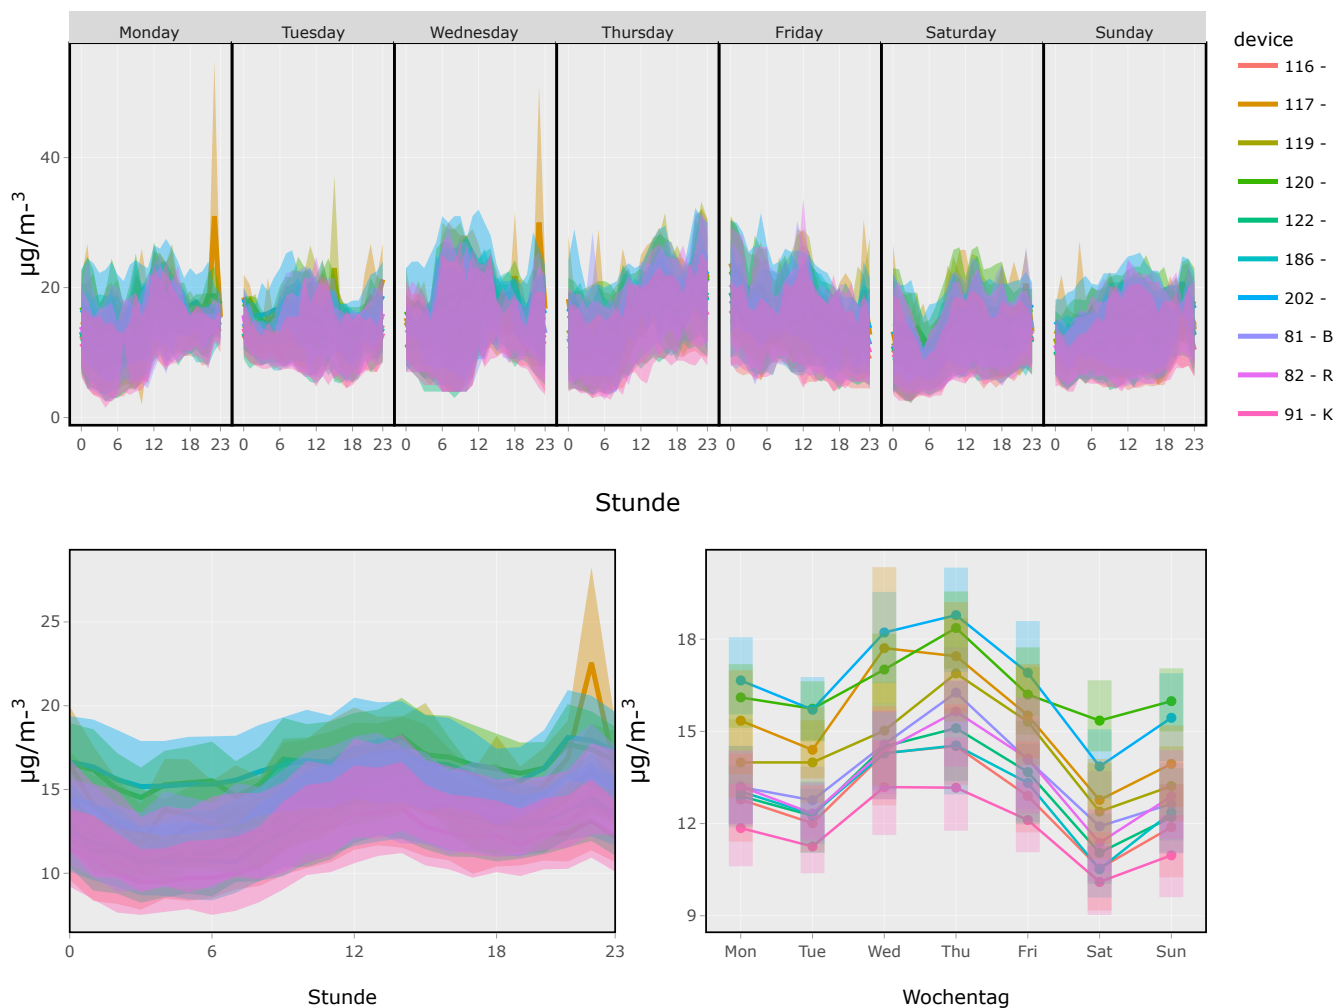 Monday Tuesday Wednesday Thursday Friday Saturday Sunday
µg/m-³
40
20
0
0 6 12 18 23 0 6 12 18 23 0 6 12 18 23 0 6 12 18 23 0 6 12 18 23 0 6 12 18 23 0 6 12 18 23
Stunde
device
116 -
117 -
119 -
120 -
122 -
186 -
202 -
81 - B
82 - R
91 - K
µg/m-³
25
20
15
10
0 6 12 18 23
Stunde
µg/m-³
18
15
12
9
Mon Tue Wed Thu Fri Sat Sun
Wochentag